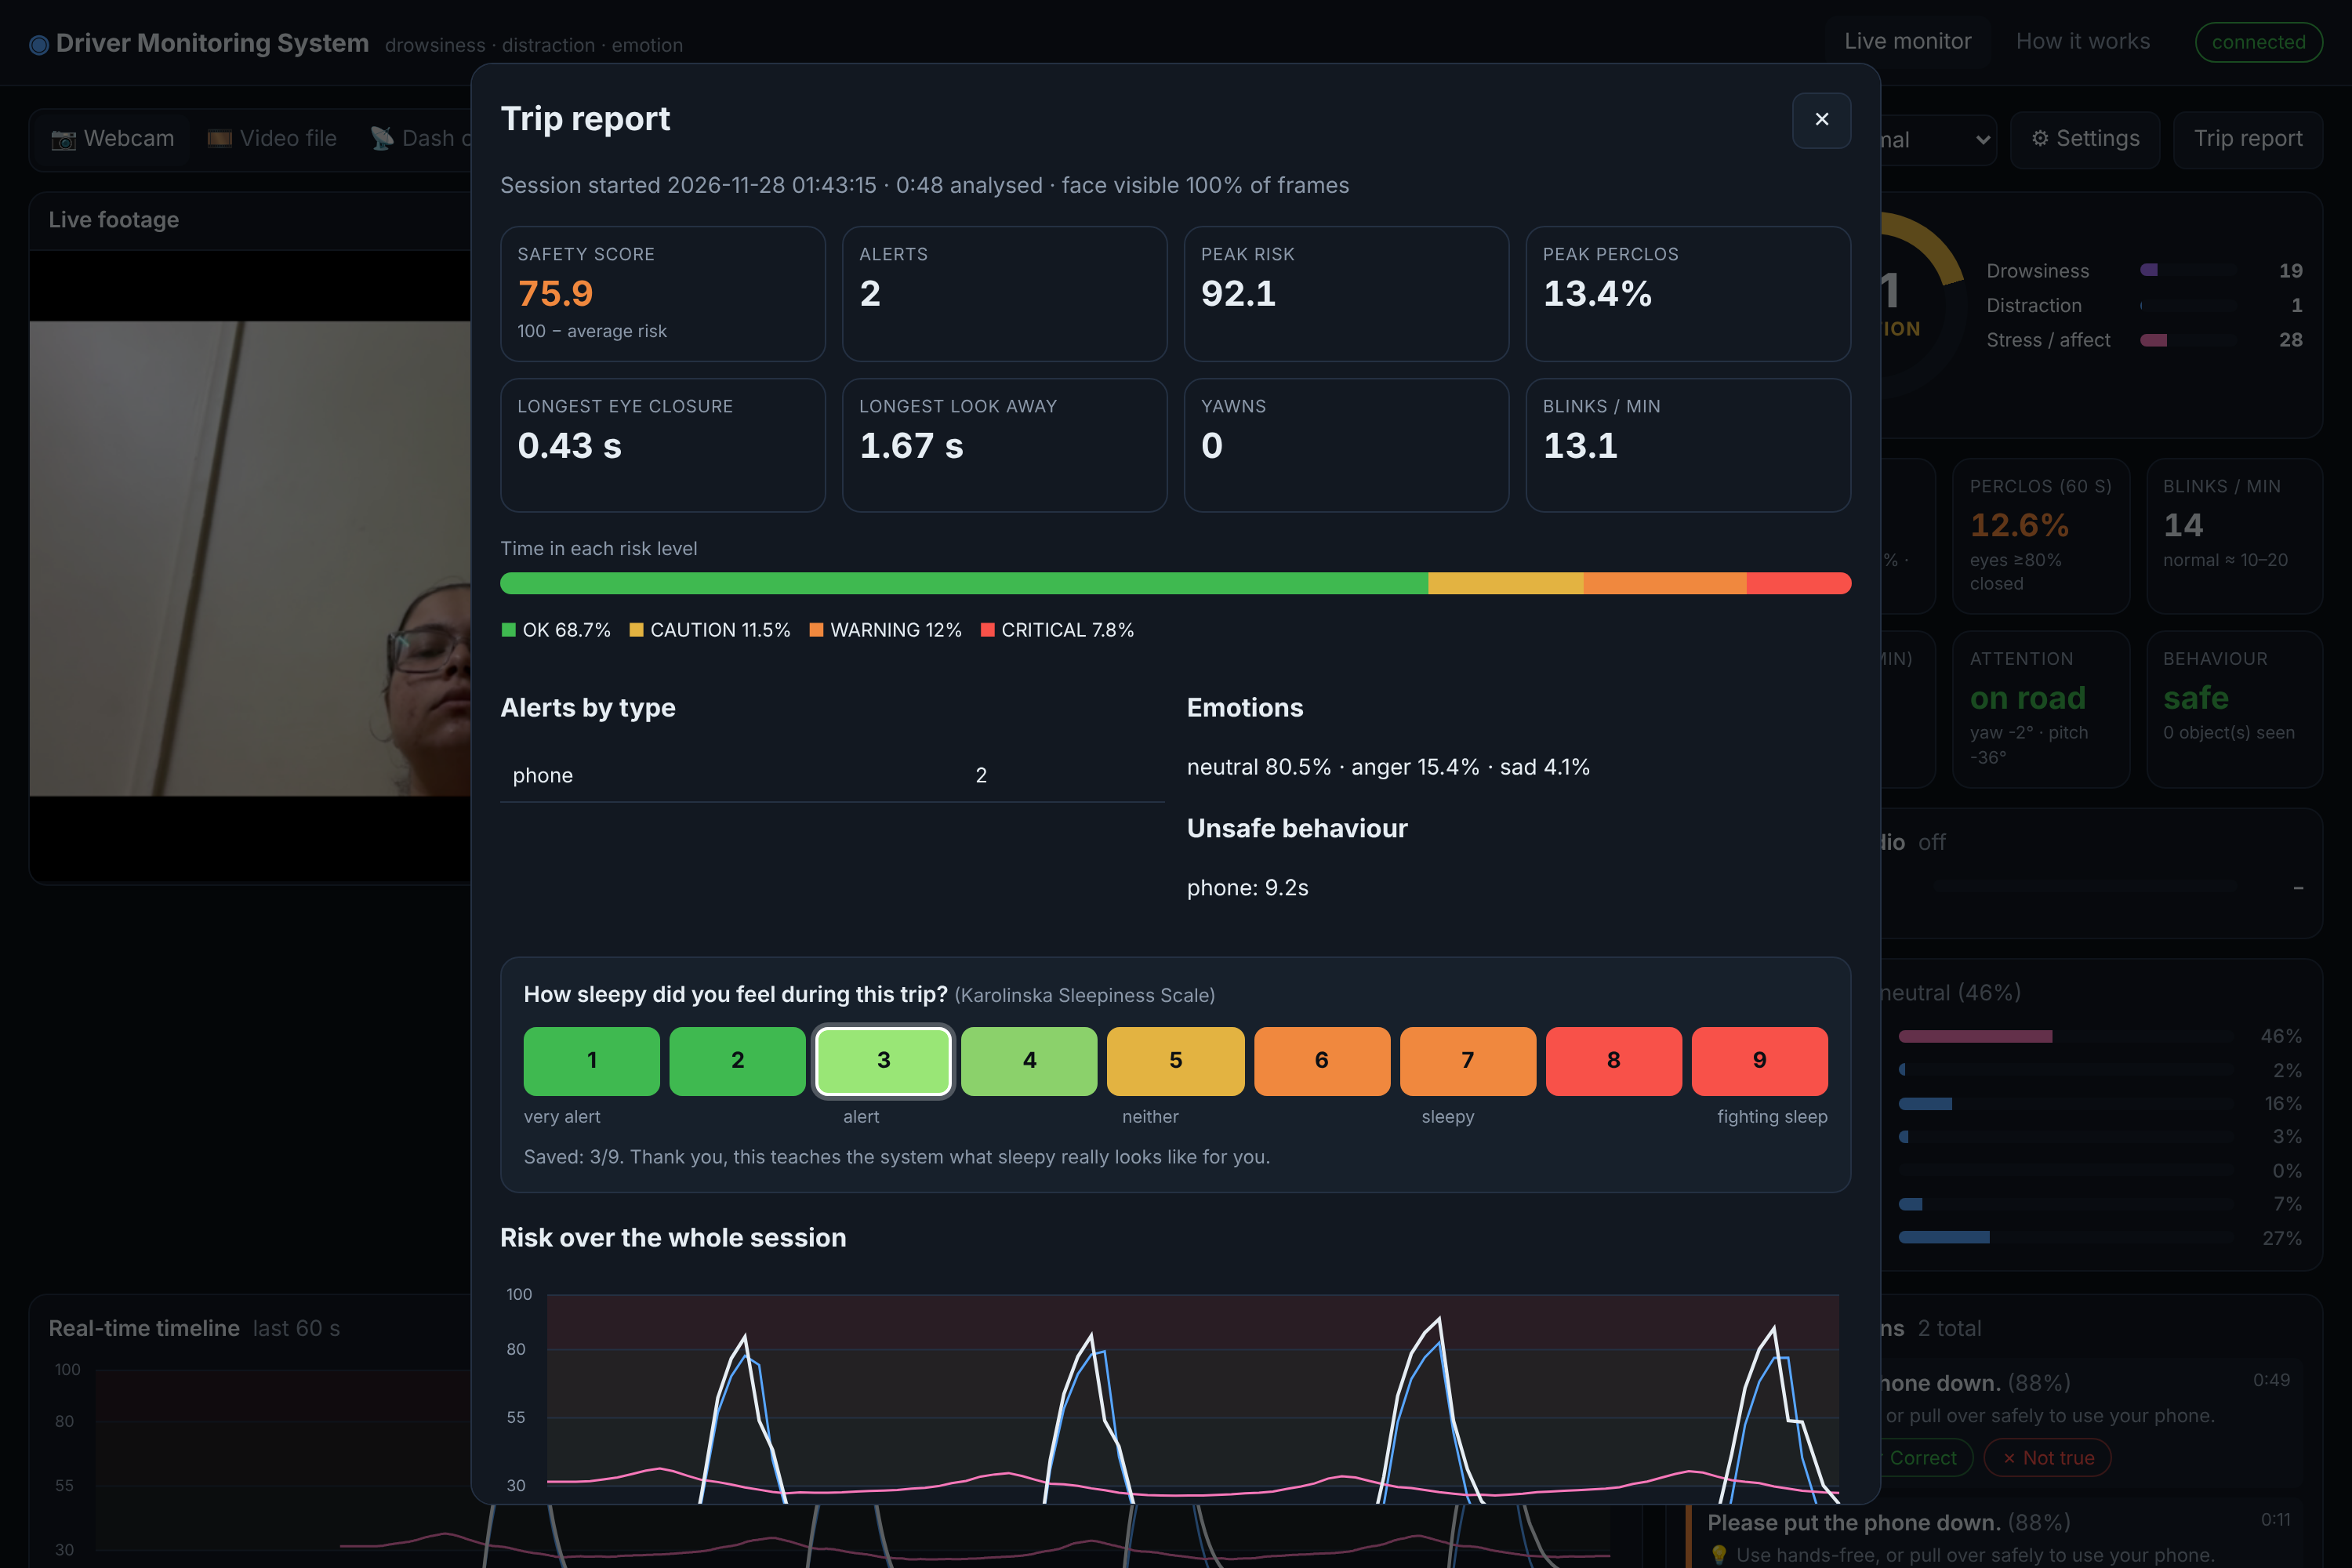 Driver Monitoring System drowsiness · distraction · emotion
Live monitor How it works connected
Webcam Video file Dash c
mal Settings Trip report
Live footage
Trip report
×
Session started 2026-11-28 01:43:15 · 0:48 analysed · face visible 100% of frames
SAFETY SCORE
75.9
100 − average risk
ALERTS
2
PEAK RISK
92.1
PEAK PERCLOS
13.4%
LONGEST EYE CLOSURE
0.43 s
LONGEST LOOK AWAY
1.67 s
YAWNS
0
BLINKS / MIN
13.1
Time in each risk level
OK 68.7% CAUTION 11.5% WARNING 12% CRITICAL 7.8%
Alerts by type
phone 2
Emotions
neutral 80.5% · anger 15.4% · sad 4.1%
Unsafe behaviour
phone: 9.2s
How sleepy did you feel during this trip? (Karolinska Sleepiness Scale)
1 2 3 4 5 6 7 8 9
very alert alert neither sleepy fighting sleep
Saved: 3/9. Thank you, this teaches the system what sleepy really looks like for you.
Risk over the whole session
100
80
55
30
1
ION
Drowsiness 19
Distraction 1
Stress / affect 28
% ·
PERCLOS (60 S)
12.6%
eyes ≥80%
closed
BLINKS / MIN
14
normal ≈ 10–20
MIN)
ATTENTION
on road
yaw -2° · pitch
-36°
BEHAVIOUR
safe
0 object(s) seen
dio off
–
neutral (46%)
46%
2%
16%
3%
0%
7%
27%
Real-time timeline last 60 s
100
80
55
30
ns 2 total
hone down. (88%) 0:49
or pull over safely to use your phone.
Correct × Not true
Please put the phone down. (88%) 0:11
Use hands-free, or pull over safely to use your phone.